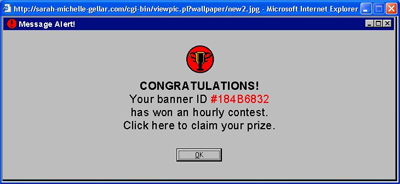 http://sarah-michelle-gellar.com/cgi-bin/viewpic.pl?wallpaper/new2.jpg - Microsoft Internet Explorer
Message Alert!
CONGRATULATIONS!
Your banner ID #184B6832
has won an hourly contest.
Click here to claim your prize.
OK